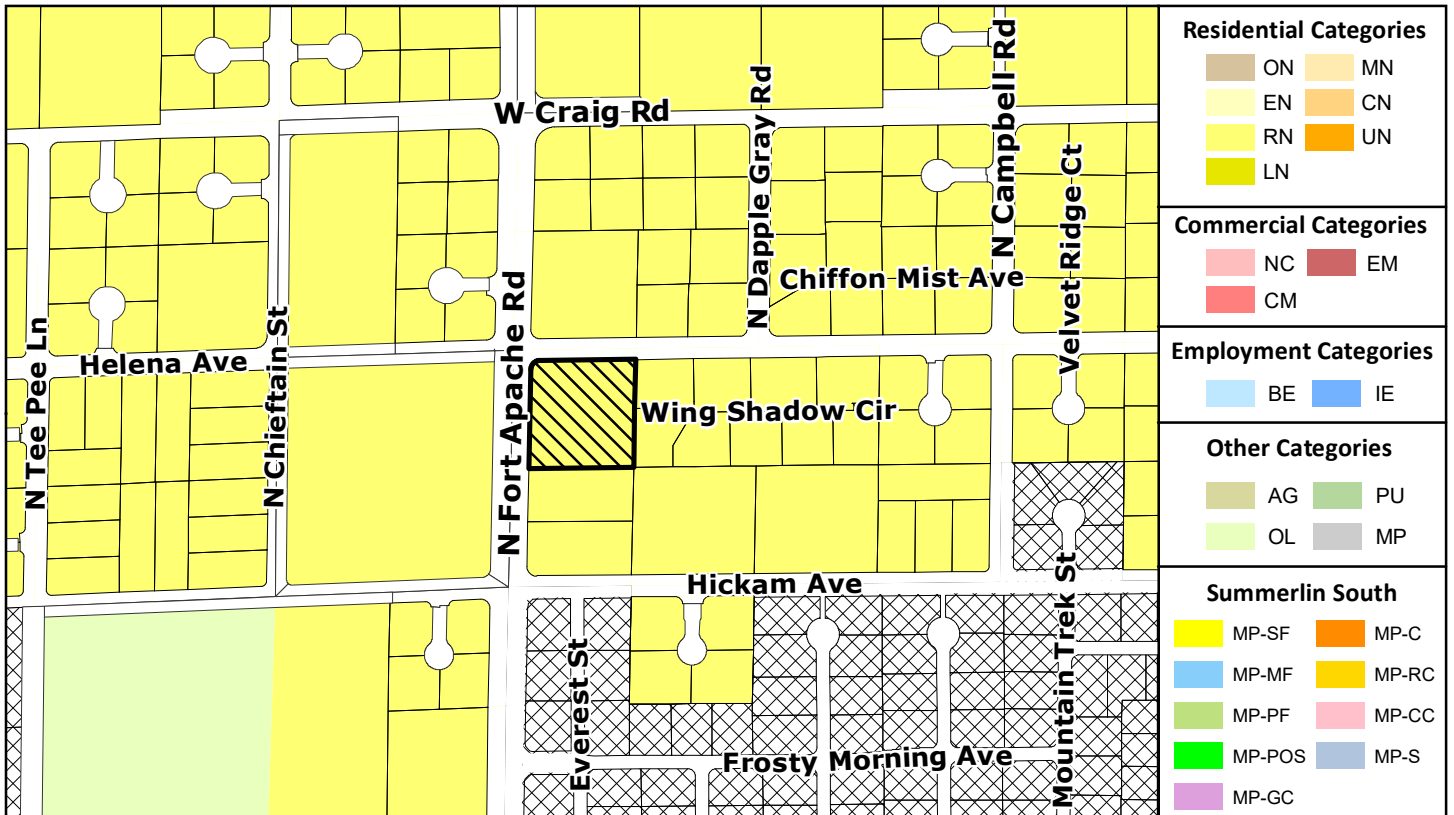 W Craig Rd
N Dapple Gray Rd
N Campbell Rd
Velvet Ridge Ct
Chiffon Mist Ave
N Tee Pee Ln
Helena Ave
N Chieftain St
N Fort Apache Rd
Wing Shadow Cir
Hickam Ave
Everest St
Mountain Trek St
Frosty Morning Ave
Residential Categories
ON MN
EN CN
RN UN
LN
Commercial Categories
NC EM
CM
Employment Categories
BE IE
Other Categories
AG PU
OL MP
Summerlin South
MP-SF MP-C
MP-MF MP-RC
MP-PF MP-CC
MP-POS MP-S
MP-GC